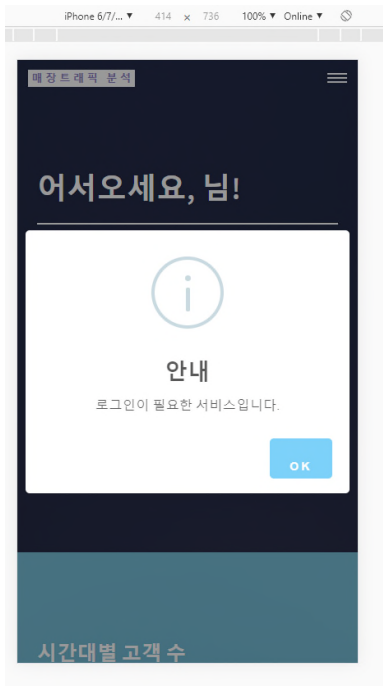 iPhone 6/7/... ▼ 414 × 736 100% ▼ Online ▼
매장트래픽 분석
어서오세요, 님!
안내
로그인이 필요한 서비스입니다.
OK
시간대별 고객 수